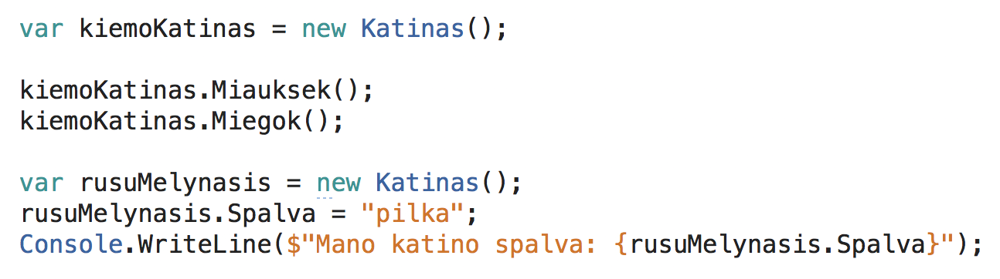 var kiemoKatinas = new Katinas();
kiemoKatinas.Miauksek();
kiemoKatinas.Miegok();
var rusuMelynasis = new Katinas();
rusuMelynasis.Spalva = "pilka";
Console.WriteLine($"Mano katino spalva: {rusuMelynasis.Spalva}");